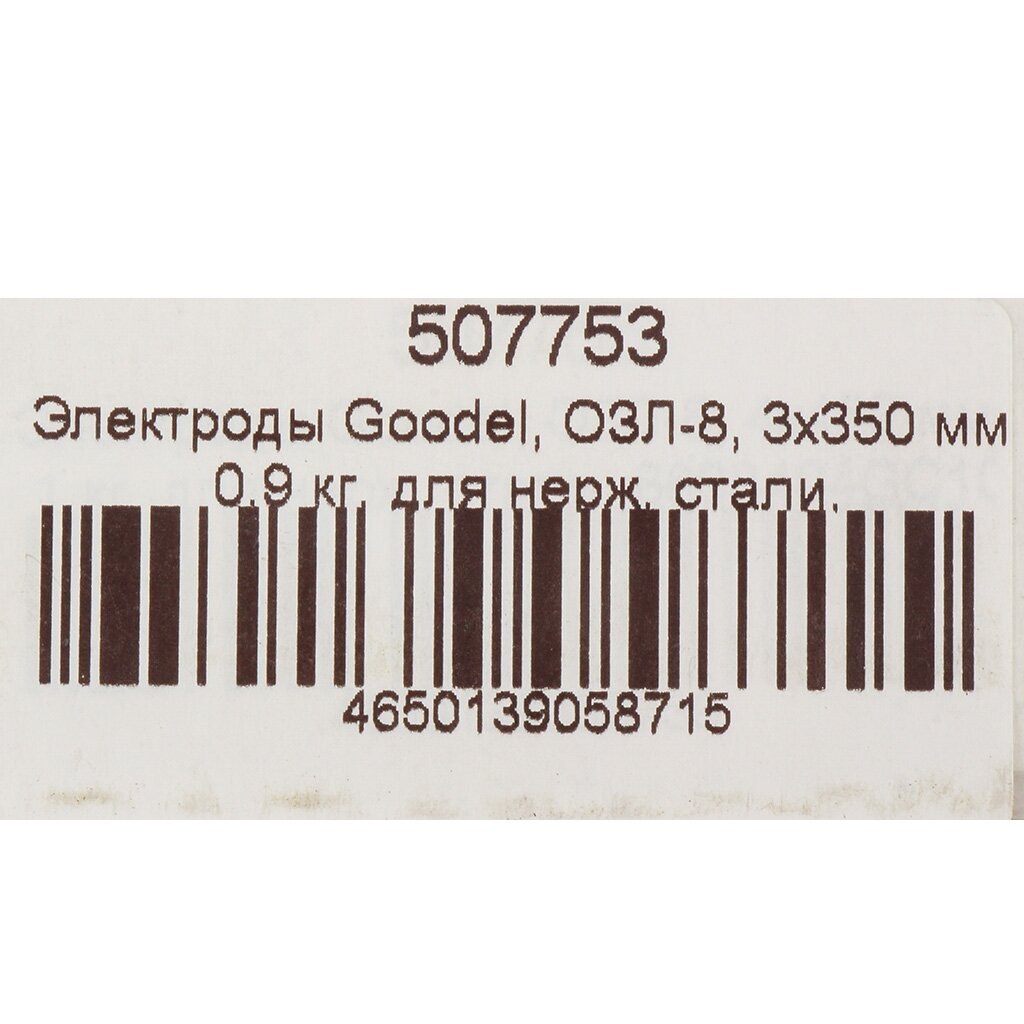 507753
Электроды Goodel, ОЗЛ-8, 3х350 мм
0,9 кг, для нерж. стали.
4650139058715